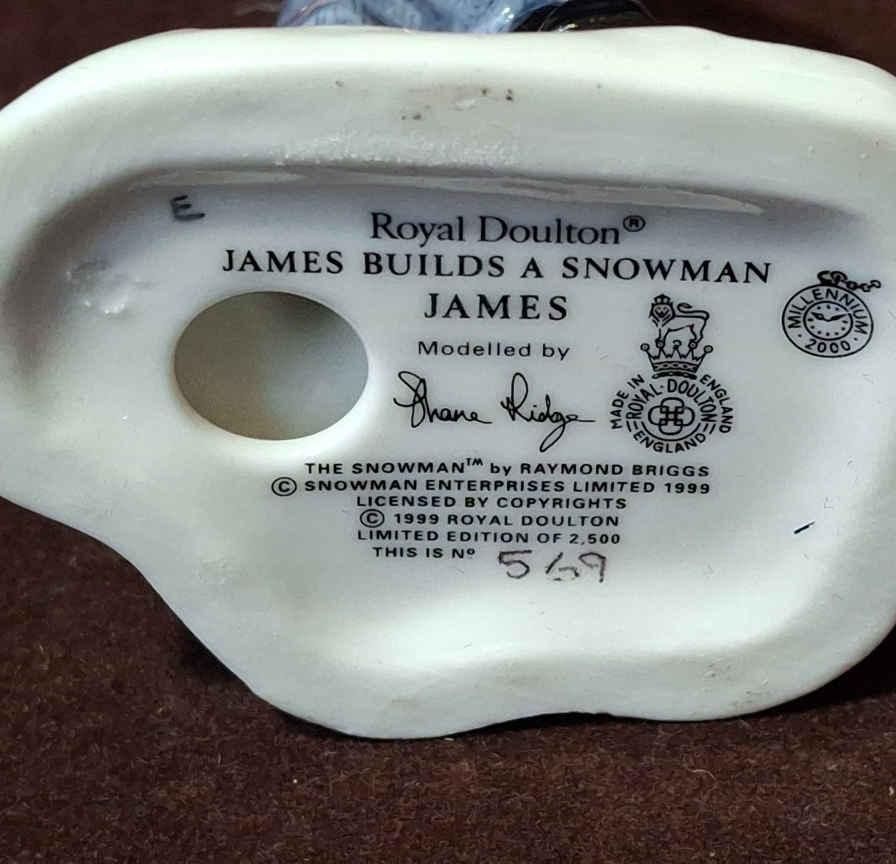 E
Royal Doulton®
JAMES BUILDS A SNOWMAN
JAMES
Modelled by
Shane Ridge
MADE IN ENGLAND
ROYAL·DOULTON
ENGLAND
MILLENNIUM
·2000·
THE SNOWMAN™ by RAYMOND BRIGGS
© SNOWMAN ENTERPRISES LIMITED 1999
LICENSED BY COPYRIGHTS
© 1999 ROYAL DOULTON
LIMITED EDITION OF 2,500
THIS IS Nº 569